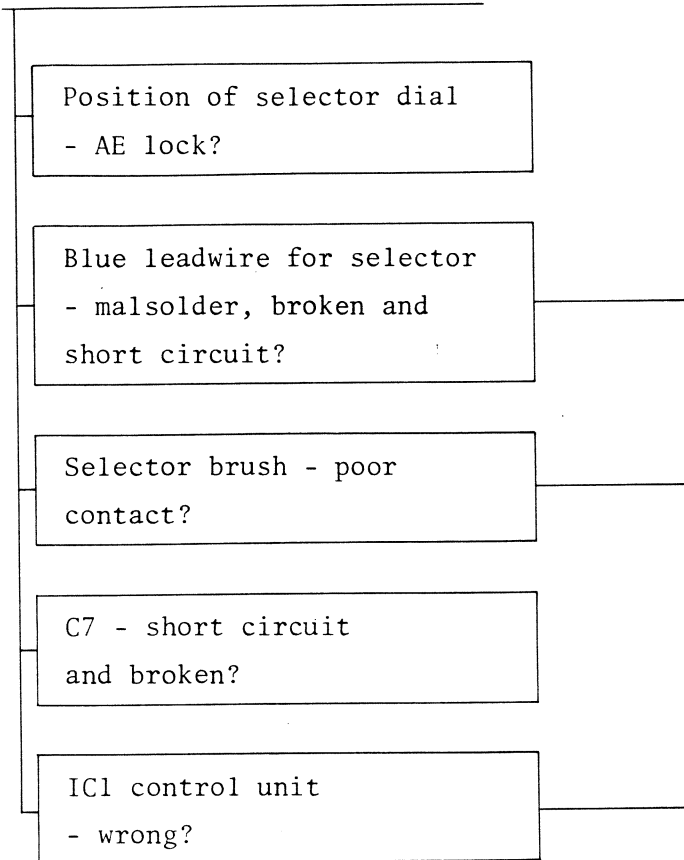 Position of selector dial
- AE lock?
Blue leadwire for selector
- malsolder, broken and
short circuit?
Selector brush - poor
contact?
C7 - short circuit
and broken?
IC1 control unit
- wrong?